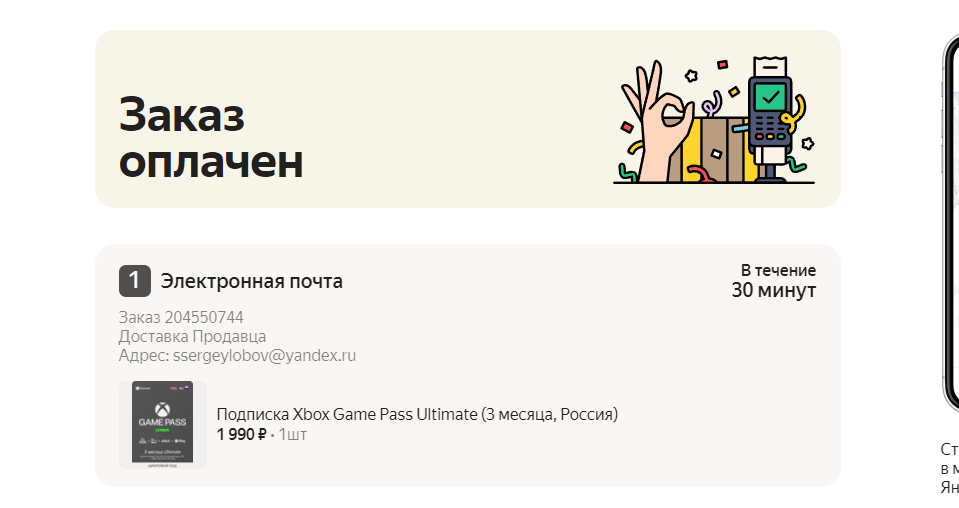 Заказ
оплачен
1 Электронная почта
В течение
30 минут
Заказ 204550744
Доставка Продавца
Адрес: ssergeylobov@yandex.ru
GAME PASS
Подписка Xbox Game Pass Ultimate (3 месяца, Россия)
1 990 ₽ • 1шт
Ст
в м
Ян